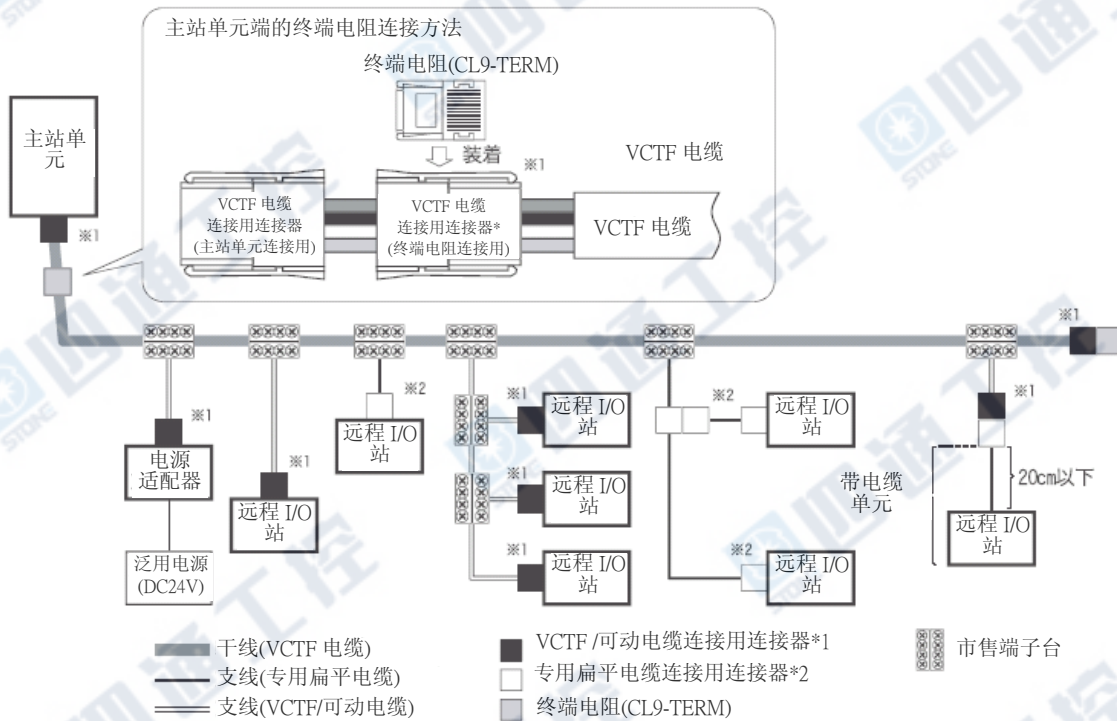 主站单元端的终端电阻连接方法
终端电阻(CL9-TERM)
主站单
元
装着
※1
VCTF 电缆
VCTF 电缆
连接用连接器
(主站单元连接用)
VCTF 电缆
连接用连接器*
(终端电阻连接用)
VCTF 电缆
※1
※1
※1
电源
适配器
泛用电源
(DC24V)
※1
远程 I/O
站
※2
远程 I/O
站
※1
远程 I/O
站
※1
远程 I/O
站
※1
远程 I/O
站
※2
远程 I/O
站
※2
远程 I/O
站
※1
带电缆
单元
20cm以下
远程 I/O
站
干线(VCTF 电缆)
支线(专用扁平电缆)
支线(VCTF/可动电缆)
VCTF /可动电缆连接用连接器*1
专用扁平电缆连接用连接器*2
终端电阻(CL9-TERM)
市售端子台
四通工控
STONE